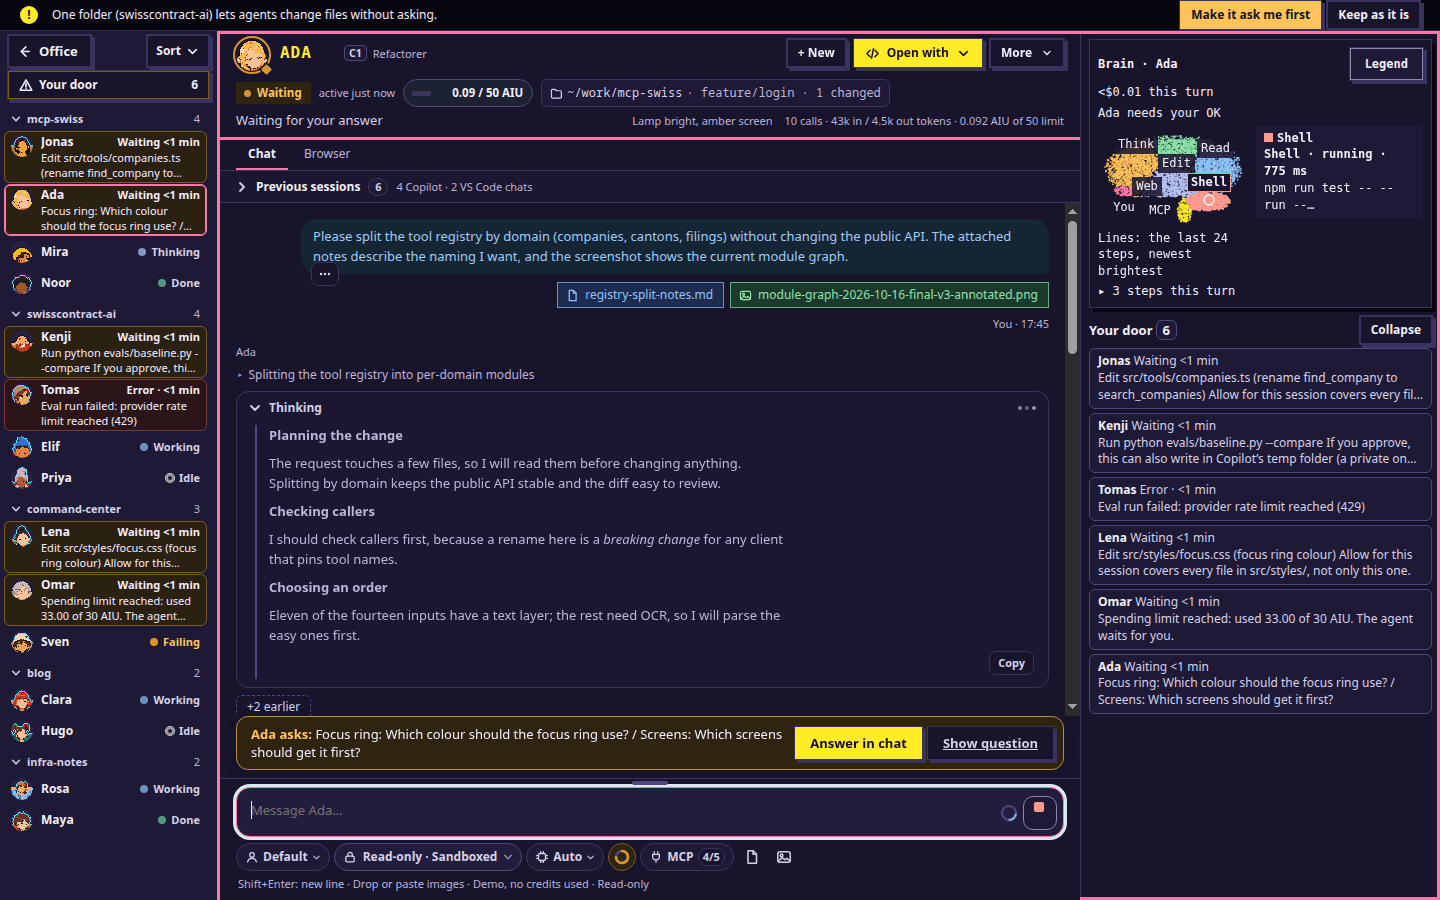 ! One folder (swisscontract-ai) lets agents change files without asking.
Make it ask me first
Keep as it is
Office
Sort
Your door 6
mcp-swiss 4
Jonas Waiting <1 min
Edit src/tools/companies.ts
(rename find_company to...
Ada Waiting <1 min
Focus ring: Which colour
should the focus ring use? /...
Mira Thinking
Noor Done
swisscontract-ai 4
Kenji Waiting <1 min
Run python evals/baseline.py -
-compare If you approve, thi...
Tomas Error · <1 min
Eval run failed: provider rate
limit reached (429)
Elif Working
Priya Idle
command-center 3
Lena Waiting <1 min
Edit src/styles/focus.css (focus
ring colour) Allow for this...
Omar Waiting <1 min
Spending limit reached: used
33.00 of 30 AIU. The agent...
Sven Failing
blog 2
Clara Working
Hugo Idle
infra-notes 2
Rosa Working
Maya Done
ADA C1 Refactorer
+ New
Open with
More
Waiting active just now 0.09 / 50 AIU ~/work/mcp-swiss · feature/login · 1 changed
Waiting for your answer
Lamp bright, amber screen 10 calls · 43k in / 4.5k out tokens · 0.092 AIU of 50 limit
Chat Browser
Previous sessions 6 4 Copilot · 2 VS Code chats
Please split the tool registry by domain (companies, cantons, filings) without changing the public API. The attached
notes describe the naming I want, and the screenshot shows the current module graph.
registry-split-notes.md
module-graph-2026-10-16-final-v3-annotated.png
You · 17:45
Ada
Splitting the tool registry into per-domain modules
Thinking
Planning the change
The request touches a few files, so I will read them before changing anything.
Splitting by domain keeps the public API stable and the diff easy to review.
Checking callers
I should check callers first, because a rename here is a breaking change for any client
that pins tool names.
Choosing an order
Eleven of the fourteen inputs have a text layer; the rest need OCR, so I will parse the
easy ones first.
Copy
+2 earlier
Ada asks: Focus ring: Which colour should the focus ring use? / Screens: Which screens
should get it first?
Answer in chat
Show question
Message Ada...
Default
Read-only · Sandboxed
Auto
MCP 4/5
Shift+Enter: new line · Drop or paste images · Demo, no credits used · Read-only
Brain · Ada
Legend
<$0.01 this turn
Ada needs your OK
Think
Read
Edit
Web
Shell
You
MCP
Shell
Shell · running ·
775 ms
npm run test -- --
run --…
Lines: the last 24
steps, newest
brightest
▸ 3 steps this turn
Your door 6
Collapse
Jonas Waiting <1 min
Edit src/tools/companies.ts (rename find_company to
search_companies) Allow for this session covers every fil...
Kenji Waiting <1 min
Run python evals/baseline.py --compare If you approve,
this can also write in Copilot's temp folder (a private on...
Tomas Error · <1 min
Eval run failed: provider rate limit reached (429)
Lena Waiting <1 min
Edit src/styles/focus.css (focus ring colour) Allow for this
session covers every file in src/styles/, not only this one.
Omar Waiting <1 min
Spending limit reached: used 33.00 of 30 AIU. The agent
waits for you.
Ada Waiting <1 min
Focus ring: Which colour should the focus ring use? /
Screens: Which screens should get it first?